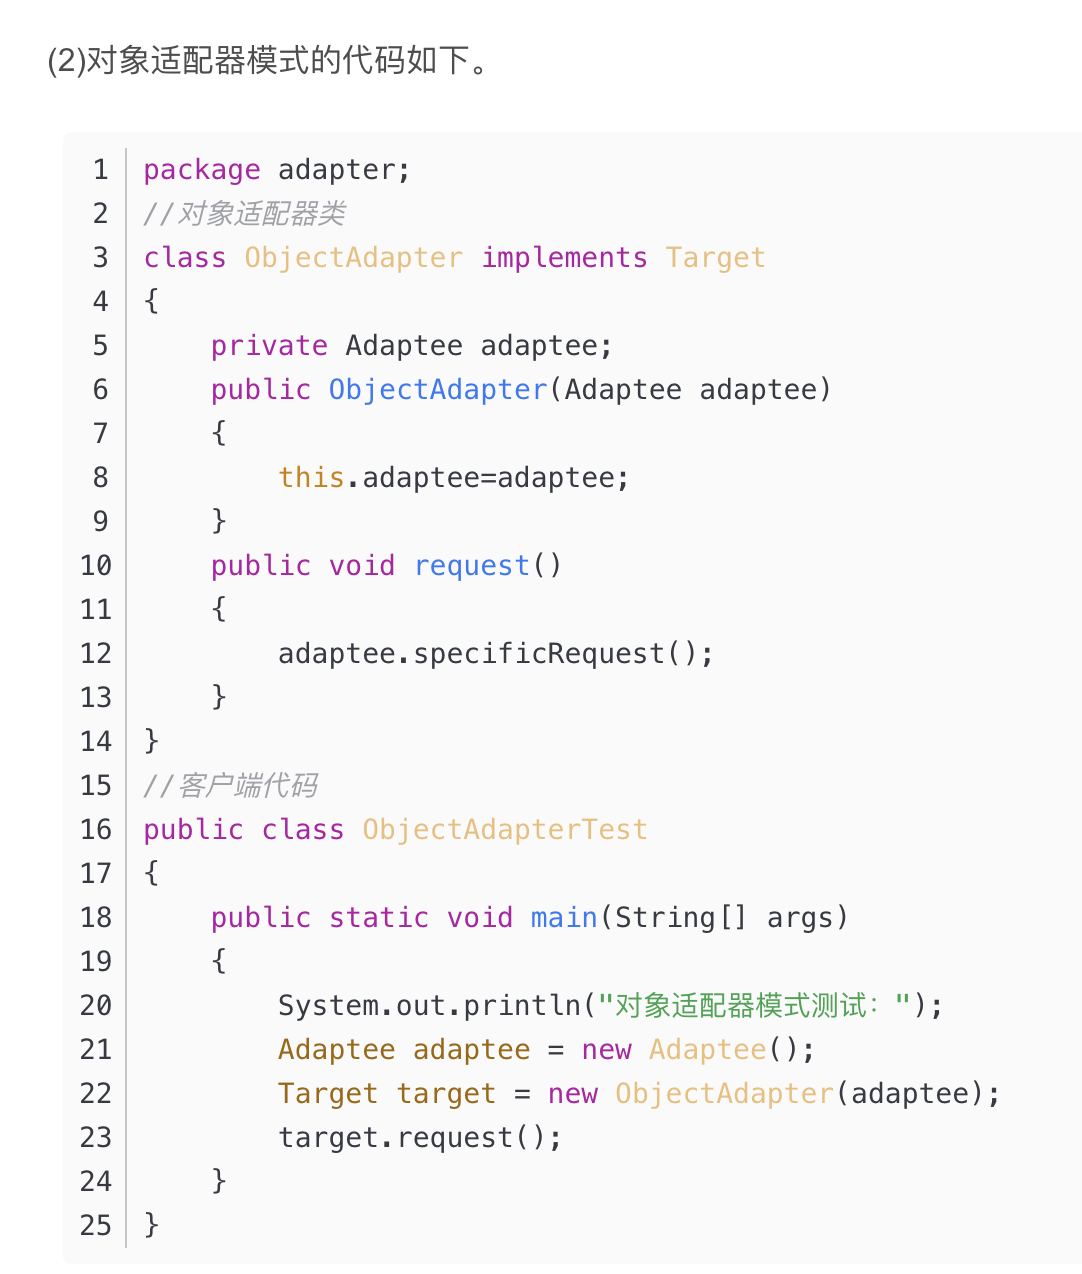 (2)对象适配器模式的代码如下。
1 package adapter;
2 //对象适配器类
3 class ObjectAdapter implements Target
4 {
5     private Adaptee adaptee;
6     public ObjectAdapter(Adaptee adaptee)
7     {
8         this.adaptee=adaptee;
9     }
10     public void request()
11     {
12         adaptee.specificRequest();
13     }
14 }
15 //客户端代码
16 public class ObjectAdapterTest
17 {
18     public static void main(String[] args)
19     {
20         System.out.println("对象适配器模式测试：");
21         Adaptee adaptee = new Adaptee();
22         Target target = new ObjectAdapter(adaptee);
23         target.request();
24     }
25 }